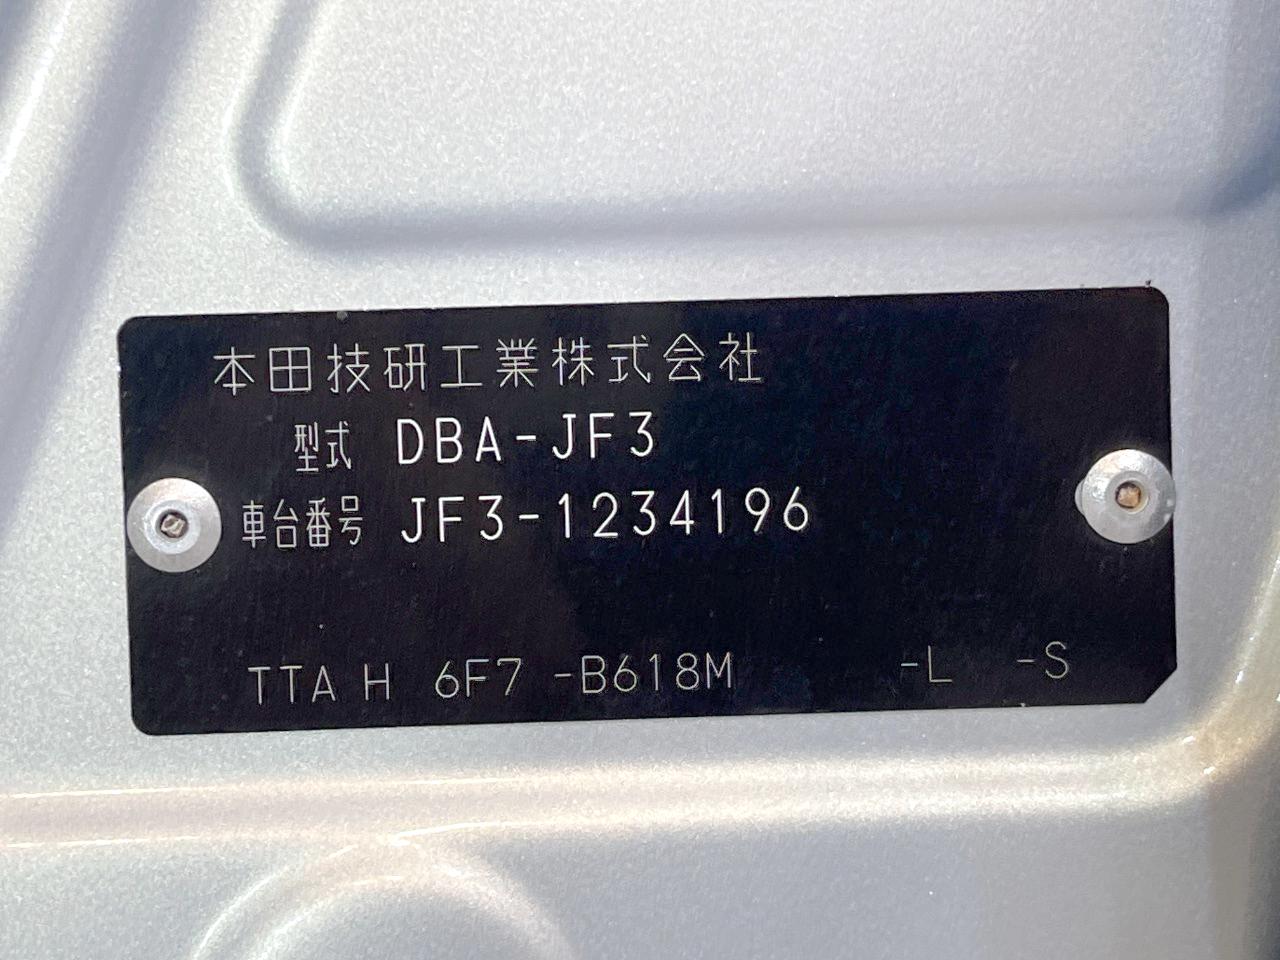 本田技研工業株式会社
型式 DBA-JF3
車台番号 JF3-1234196
TTA H 6F7 -B618M -L -S